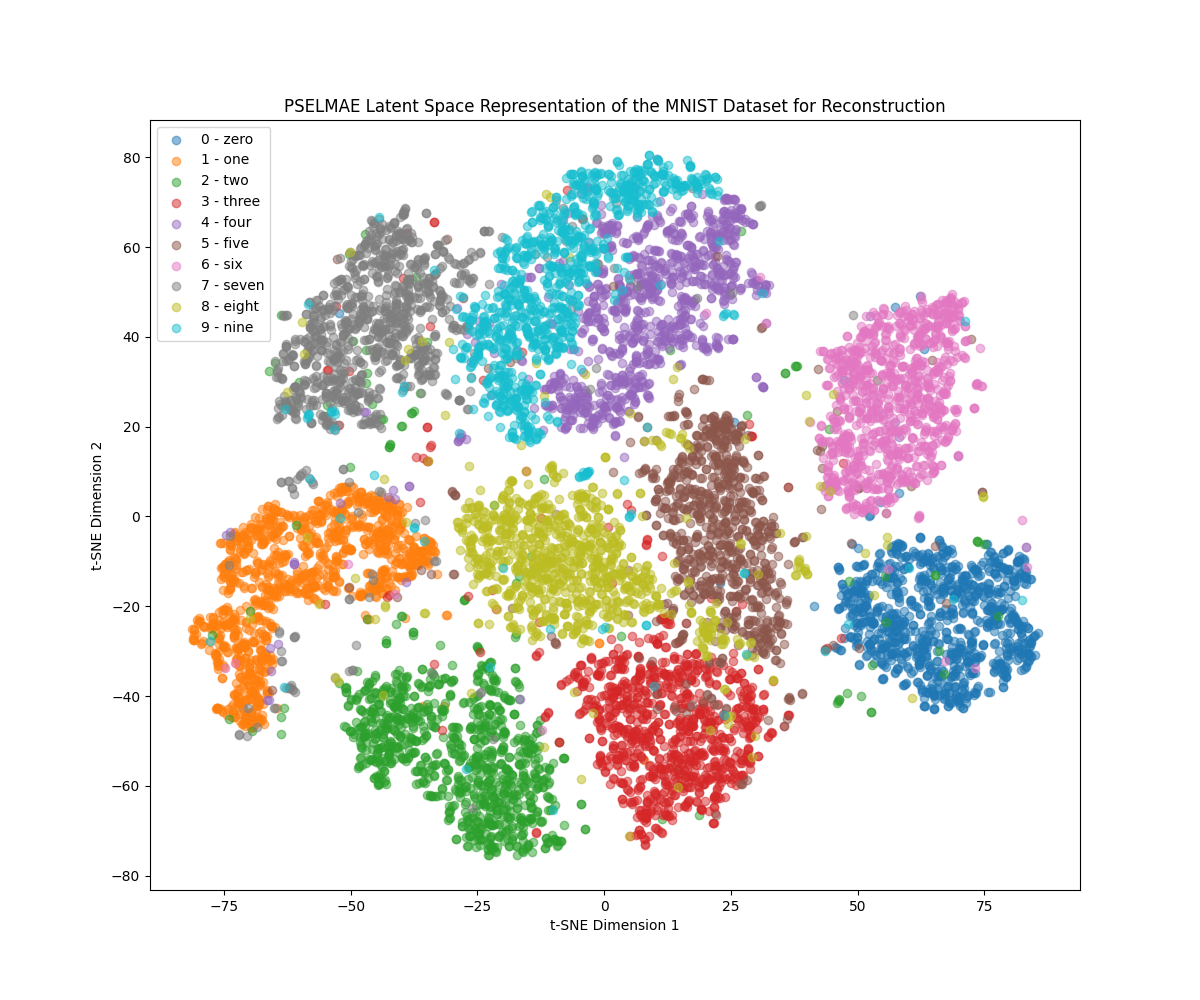 PSELMAE Latent Space Representation of the MNIST Dataset for Reconstruction
0 - zero
1 - one
2 - two
3 - three
4 - four
5 - five
6 - six
7 - seven
8 - eight
9 - nine
80
60
40
20
0
−20
−40
−60
−80
t-SNE Dimension 2
−75 −50 −25 0 25 50 75
t-SNE Dimension 1